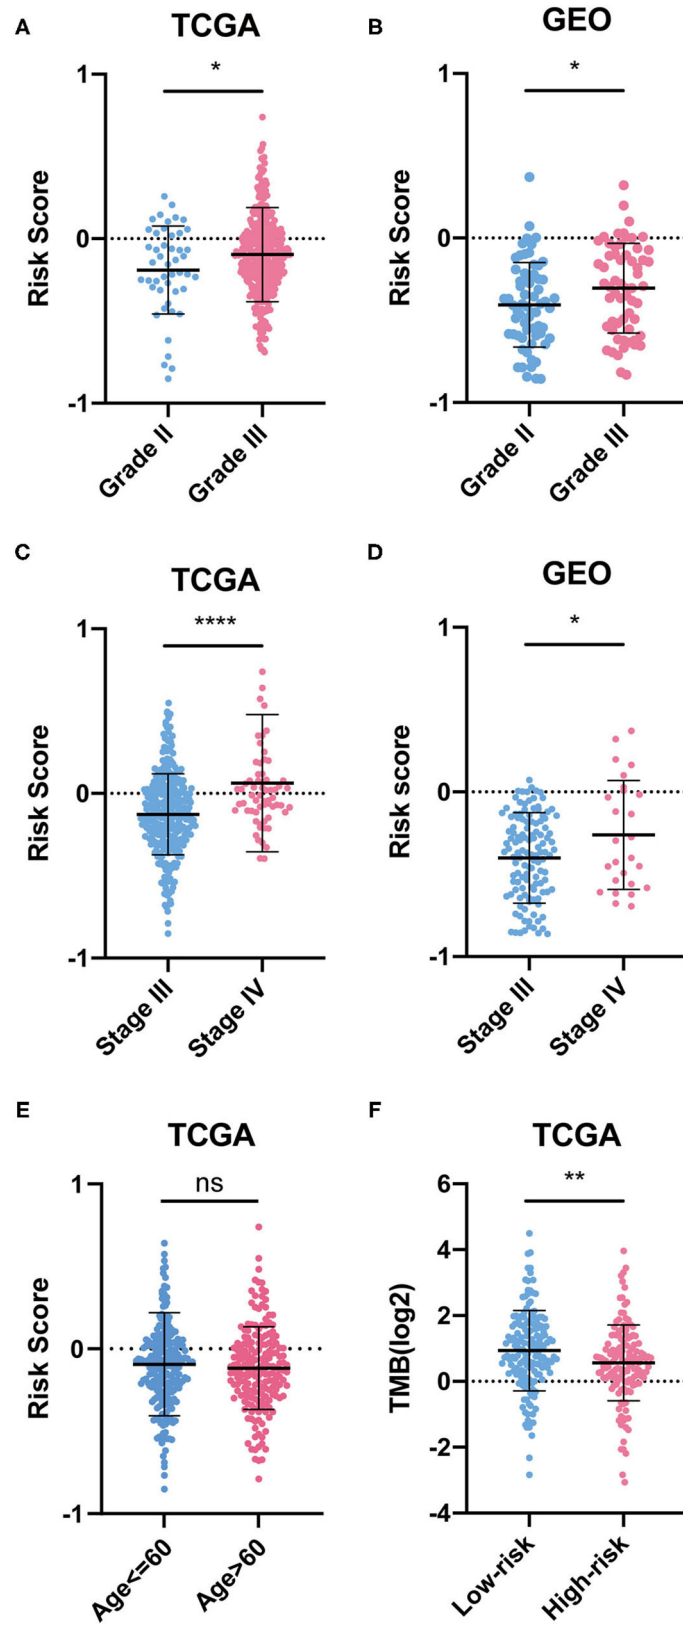 A
TCGA
*
Risk Score
1
0
-1
Grade II
Grade III
B
GEO
*
Risk Score
1
0
-1
Grade II
Grade III
C
TCGA
****
Risk Score
1
0
-1
Stage III
Stage IV
D
GEO
*
Risk score
1
0
-1
Stage III
Stage IV
E
TCGA
ns
Risk Score
1
0
-1
Age<=60
Age>60
F
TCGA
**
TMB(log2)
6
4
2
0
-2
-4
Low-risk
High-risk